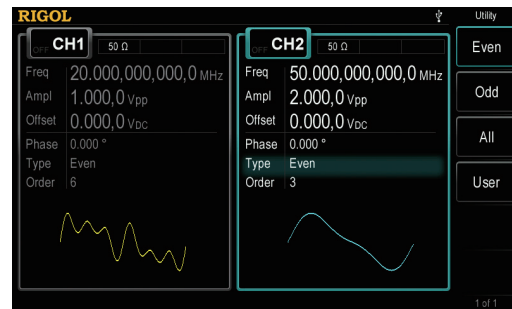 RIGOL
Utility
OFF CH1 50 Ω
Freq 20.000,000,000,0 MHz
Ampl 1.000,0 Vpp
Offset 0.000,0 VDC
Phase 0.000 °
Type Even
Order 6
OFF CH2 50 Ω
Freq 50.000,000,000,0 MHz
Ampl 2.000,0 Vpp
Offset 0.000,0 VDC
Phase 0.000 °
Type Even
Order 3
Even
Odd
All
User
1 of 1